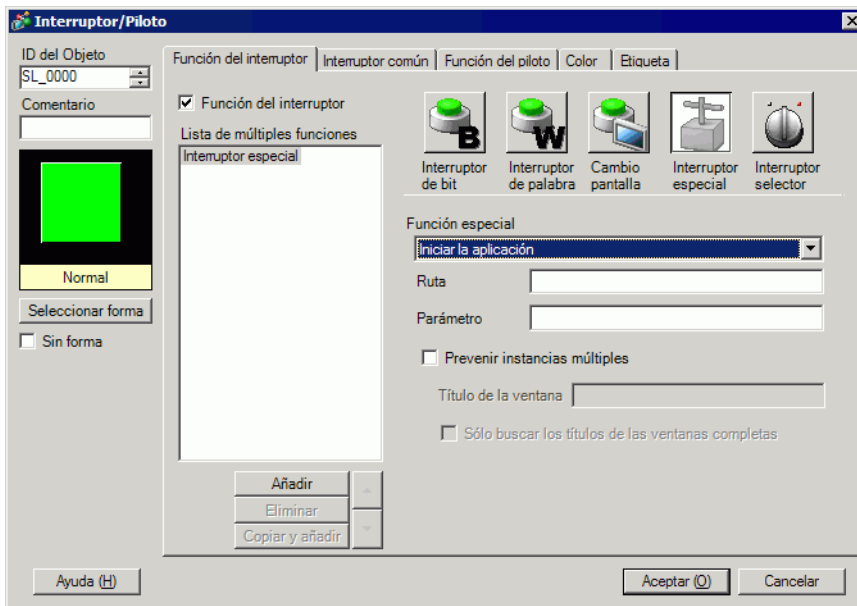 Interruptor/Piloto
ID del Objeto
SL_0000
Comentario
Normal
Seleccionar forma
Sin forma
Función del interruptor
Interruptor común
Función del piloto
Color
Etiqueta
Función del interruptor
Lista de múltiples funciones
Interruptor especial
Añadir
Eliminar
Copiar y añadir
B
W
Interruptor
de bit
Interruptor
de palabra
Cambio
pantalla
Interruptor
especial
Interruptor
selector
Función especial
Iniciar la aplicación
Ruta
Parámetro
Prevenir instancias múltiples
Título de la ventana
Sólo buscar los títulos de las ventanas completas
Ayuda (H)
Aceptar (O)
Cancelar